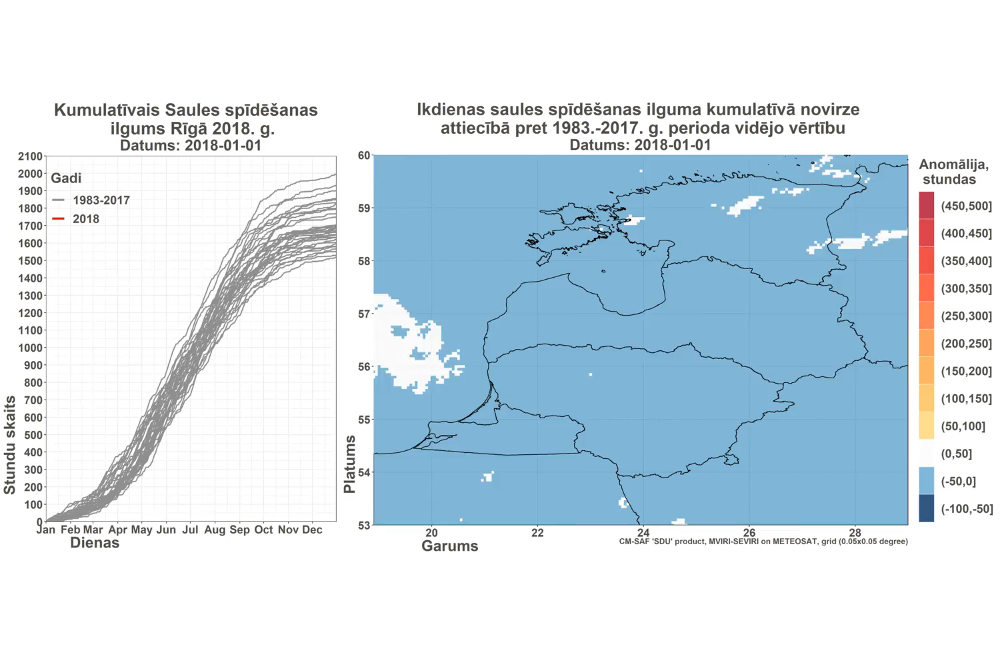 Kumulatīvais Saules spīdēšanas
ilgums Rīgā 2018. g.
Datums: 2018-01-01
Stundu skaits
2100
2000
1900
1800
1700
1600
1500
1400
1300
1200
1100
1000
900
800
700
600
500
400
300
200
100
0
Gadi
1983-2017
2018
Jan Feb Mar Apr May Jun Jul Aug Sep Oct Nov Dec
Dienas
Ikdienas saules spīdēšanas ilguma kumulatīvā novirze
attiecībā pret 1983.-2017. g. perioda vidējo vērtību
Datums: 2018-01-01
Platums
60
59
58
57
56
55
54
53
20 22 24 26 28
Garums
CM-SAF 'SDU' product, MVIRI-SEVIRI on METEOSAT, grid (0.05x0.05 degree)
Anomālija,
stundas
(450,500]
(400,450]
(350,400]
(300,350]
(250,300]
(200,250]
(150,200]
(100,150]
(50,100]
(0,50]
(-50,0]
(-100,-50]